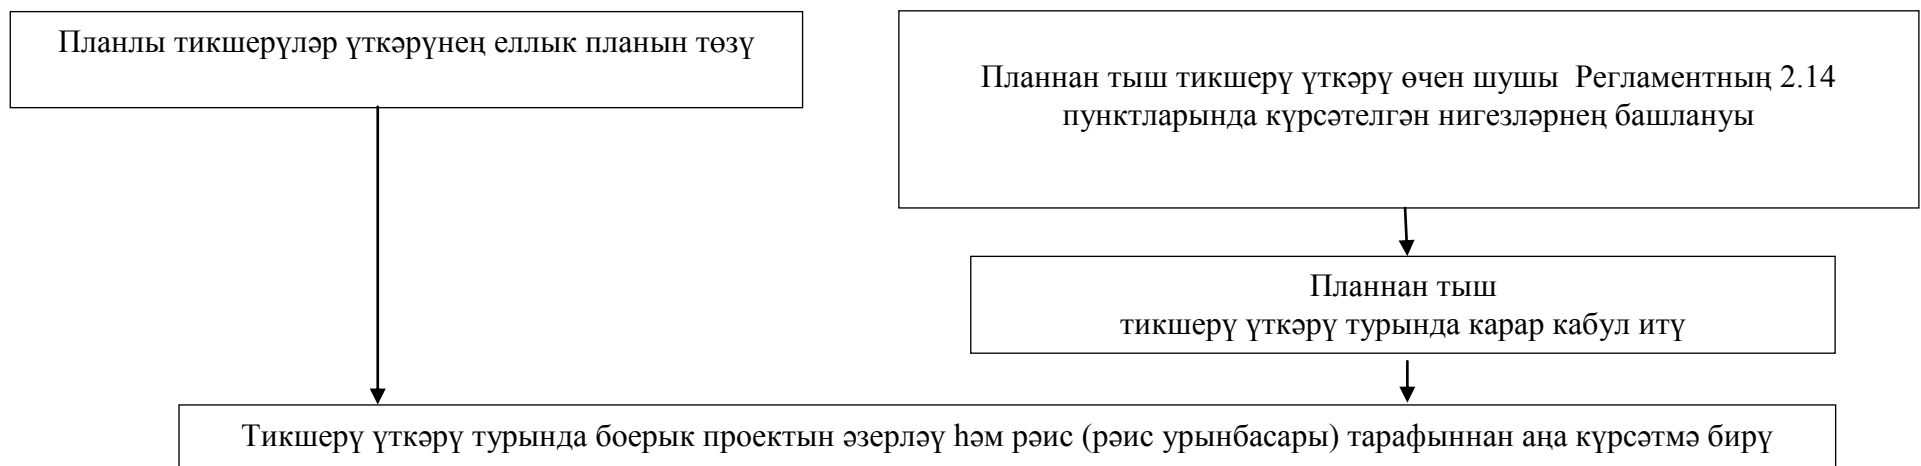 Планлы тикшерүләр үткәрүнең еллык планын төзү
Планнан тыш тикшерү үткәрү өчен шушы Регламентның 2.14
пунктларында күрсәтелгән нигезләрнең башлануы
Планнан тыш
тикшерү үткәрү турында карар кабул итү
Тикшерү үткәрү турында боерык проектын әзерләү һәм рәис (рәис урынбасары) тарафыннан аңа күрсәтмә бирү